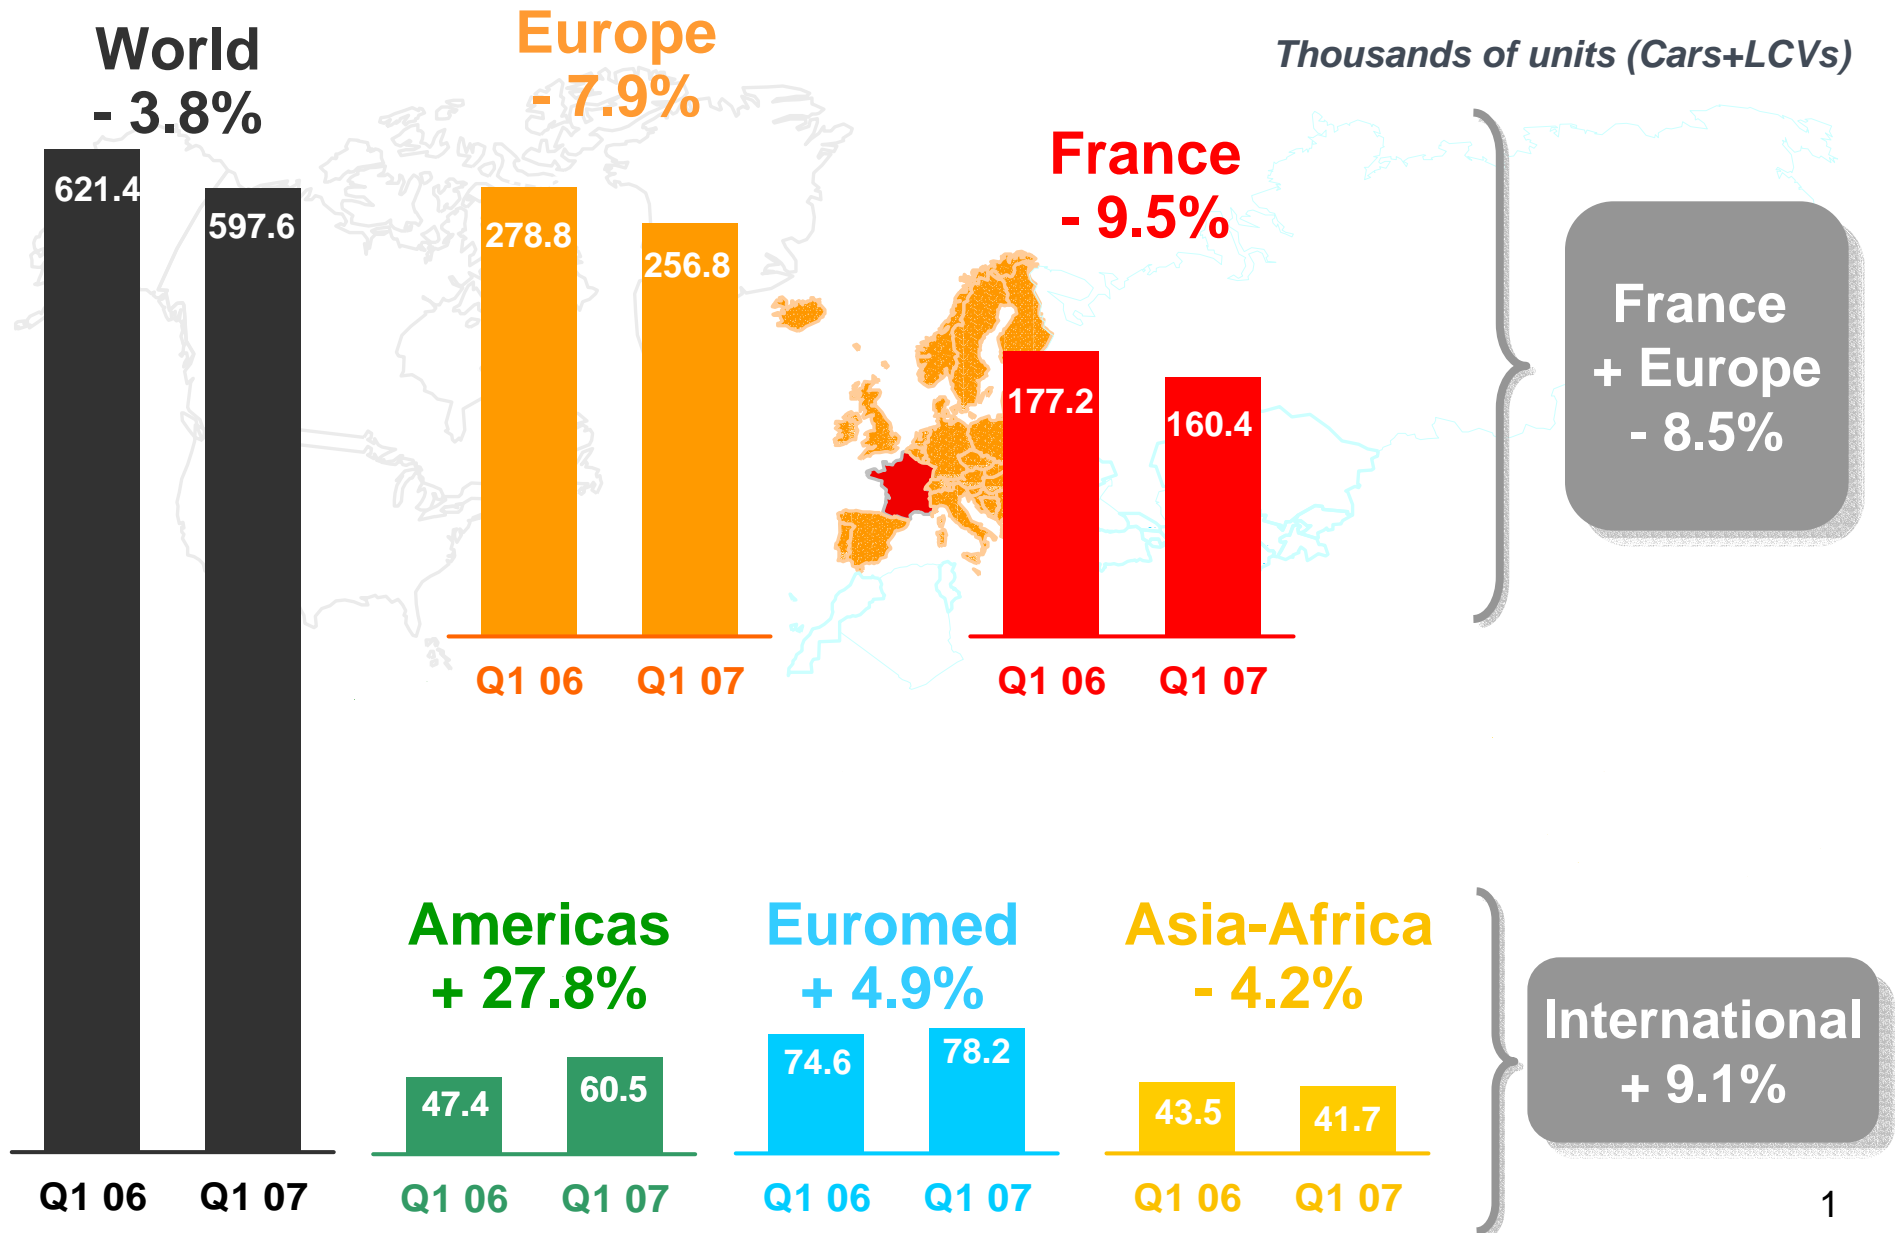 World
- 3.8%
Europe
- 7.9%
Thousands of units (Cars+LCVs)
France
- 9.5%
621.4
597.6
278.8
256.8
177.2
160.4
France
+ Europe
- 8.5%
Q1 06
Q1 07
Q1 06
Q1 07
Americas
+ 27.8%
Euromed
+ 4.9%
Asia-Africa
- 4.2%
International
+ 9.1%
47.4
60.5
74.6
78.2
43.5
41.7
Q1 06
Q1 07
Q1 06
Q1 07
Q1 06
Q1 07
Q1 06
Q1 07
1